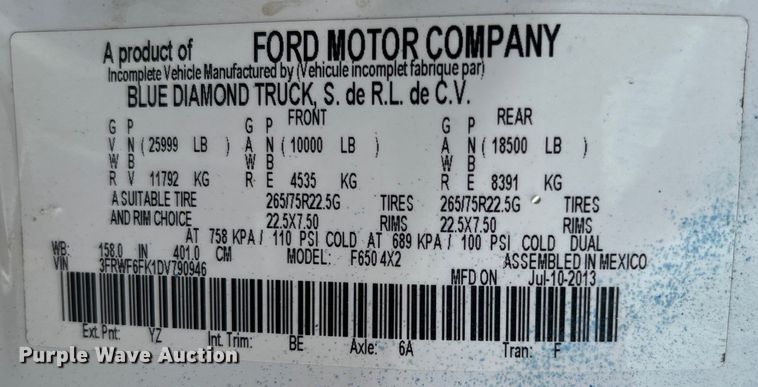 A product of FORD MOTOR COMPANY
Incomplete Vehicle Manufactured by (Vehicule incomplet fabrique par)
BLUE DIAMOND TRUCK, S. de R.L. de C.V.
FRONT REAR
G P G P G P
V N ( 25999 LB ) A N ( 10000 LB ) A N ( 18500 LB )
W B W B W B
R V 11792 KG R E 4535 KG R E 8391 KG
A SUITABLE TIRE 265/75R22.5G TIRES 265/75R22.5G TIRES
AND RIM CHOICE 22.5X7.50 RIMS 22.5X7.50 RIMS
AT 758 KPA / 110 PSI COLD AT 689 KPA / 100 PSI COLD DUAL
WB: 158.0 IN 401.0 CM MODEL: F650 4X2 ASSEMBLED IN MEXICO
VIN 3FRWF6FK1DV790946 MFD ON Jul-10-2013
Ext. Pnt: YZ Int. Trim: BE Axle: 6A Tran: F
Purple Wave Auction